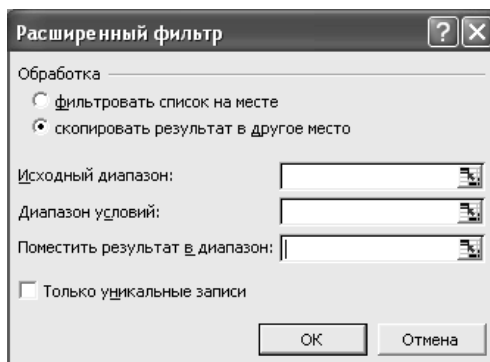 Расширенный фильтр
Обработка
фильтровать список на месте
скопировать результат в другое место
Исходный диапазон:
Диапазон условий:
Поместить результат в диапазон:
Только уникальные записи
ОК
Отмена